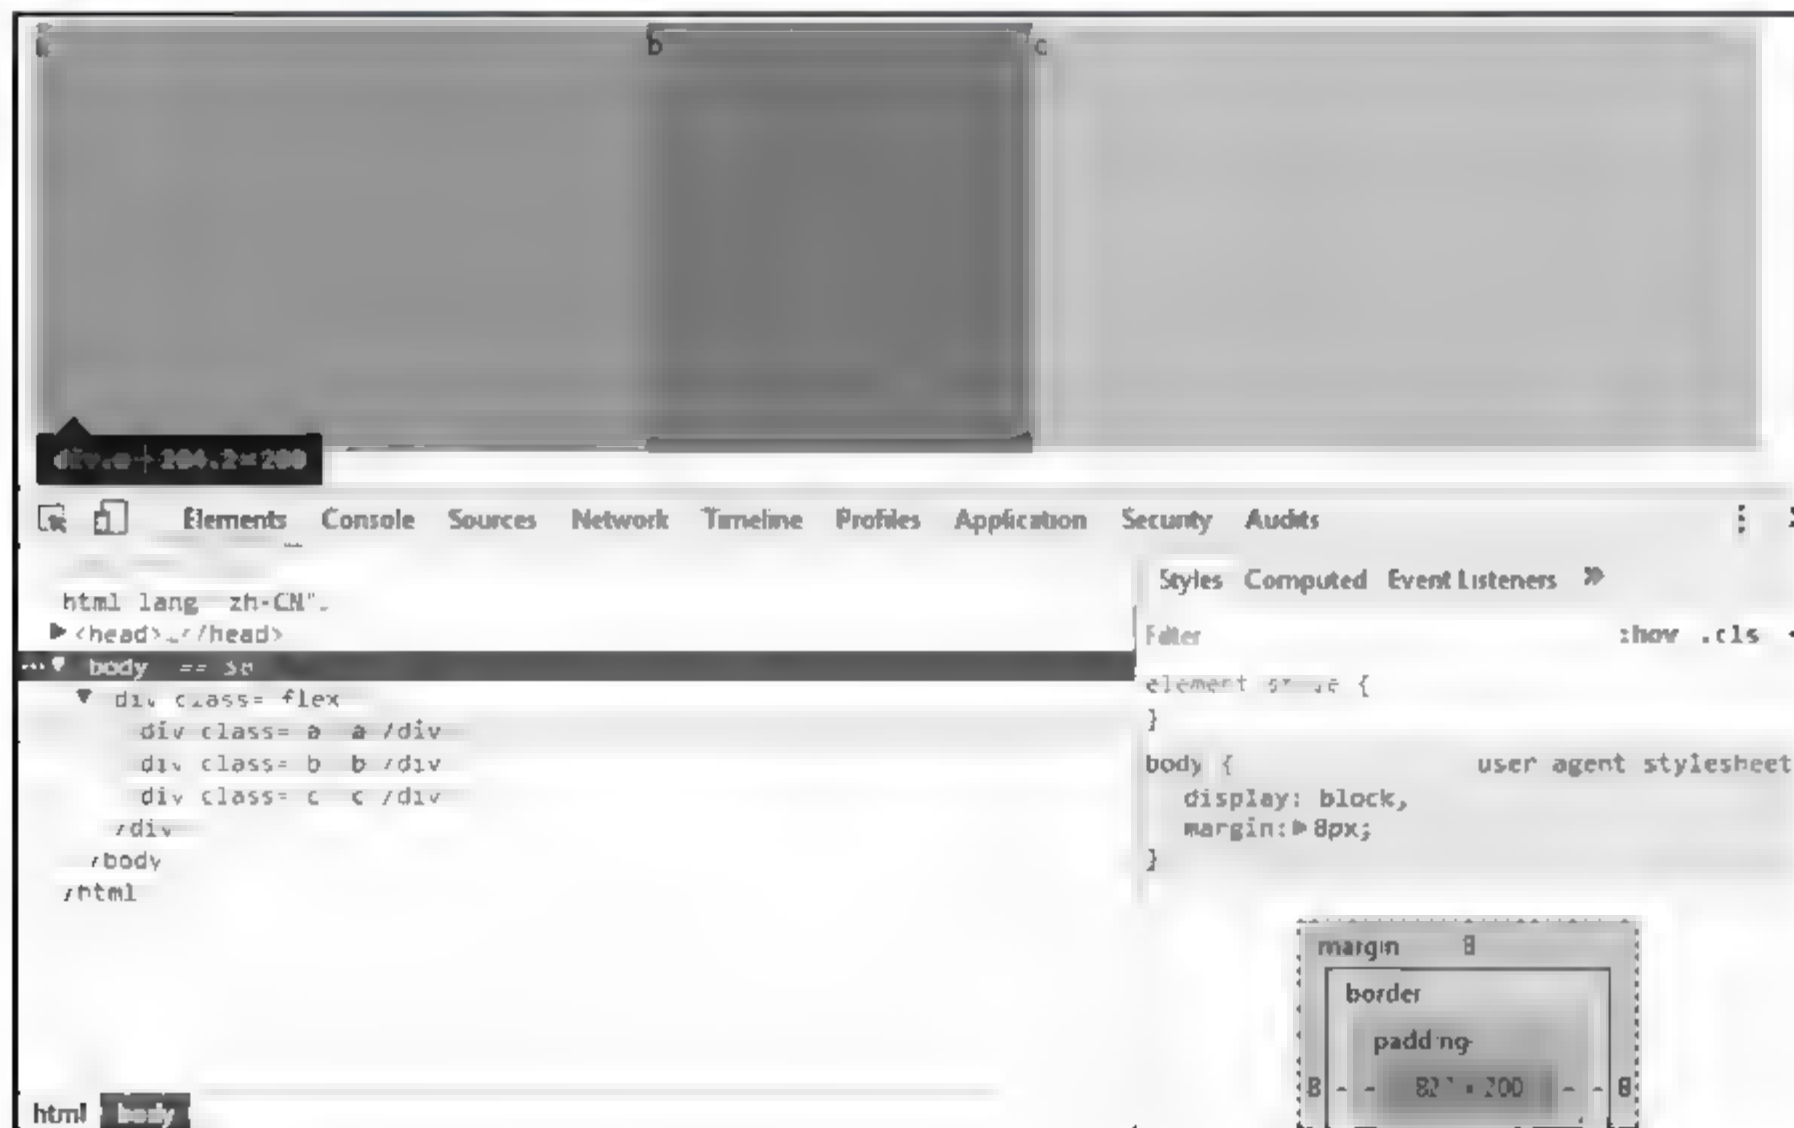 b
c
Elements Console Sources Network Timeline Profiles Application Security Audits
Styles Computed Event Listeners »
html lang zh-CN"
<head>…</head>
Filter :hov .cls
body == $0
element {
}
div class= flex
div class= a a /div
div class= b b /div
div class= c c /div
/div
/body
/html
body { user agent stylesheet
display: block,
margin: 8px;
}
margin 8
border
padding
8 - - × 200 - - 8
html body